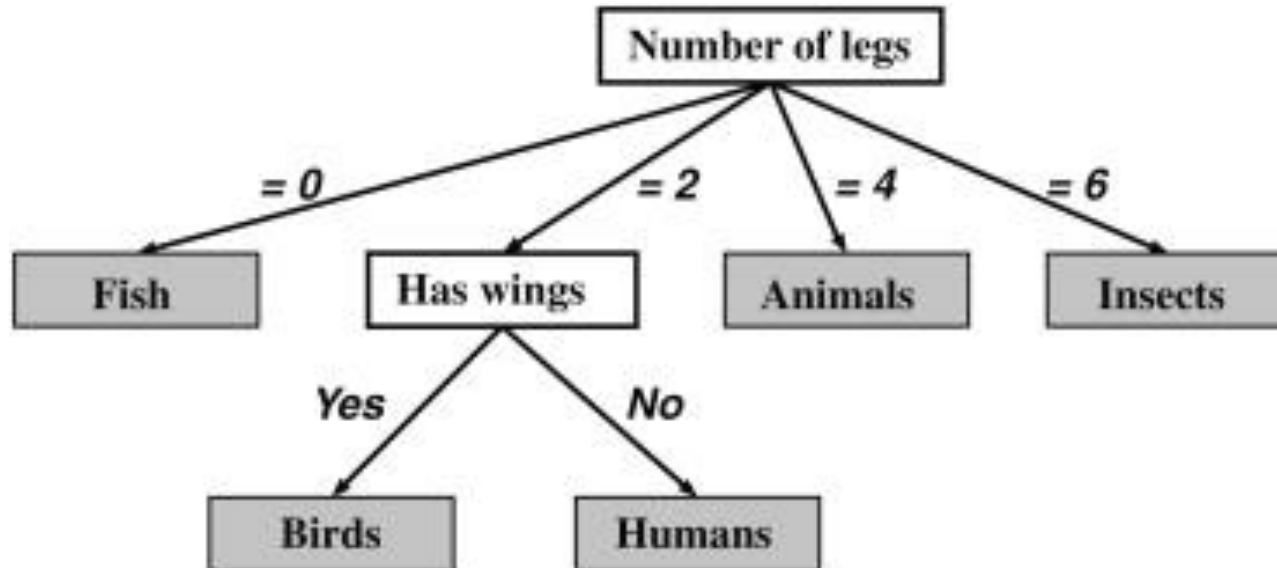 Number of legs
= 0
= 2
= 4
= 6
Fish
Has wings
Animals
Insects
Yes
No
Birds
Humans